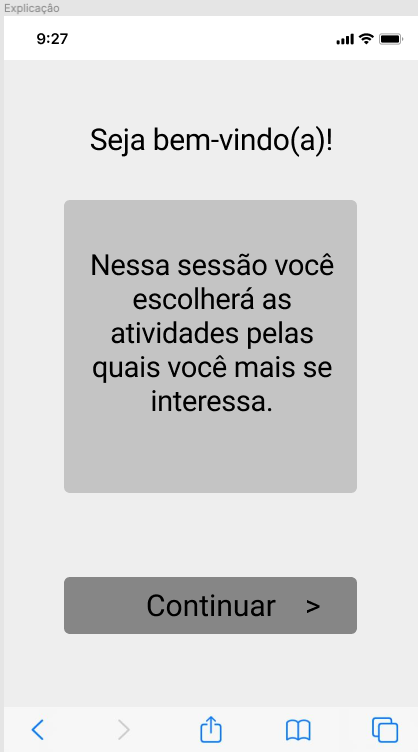 Explicação
9:27
Seja bem-vindo(a)!
Nessa sessão você
escolherá as
atividades pelas
quais você mais se
interessa.
Continuar >